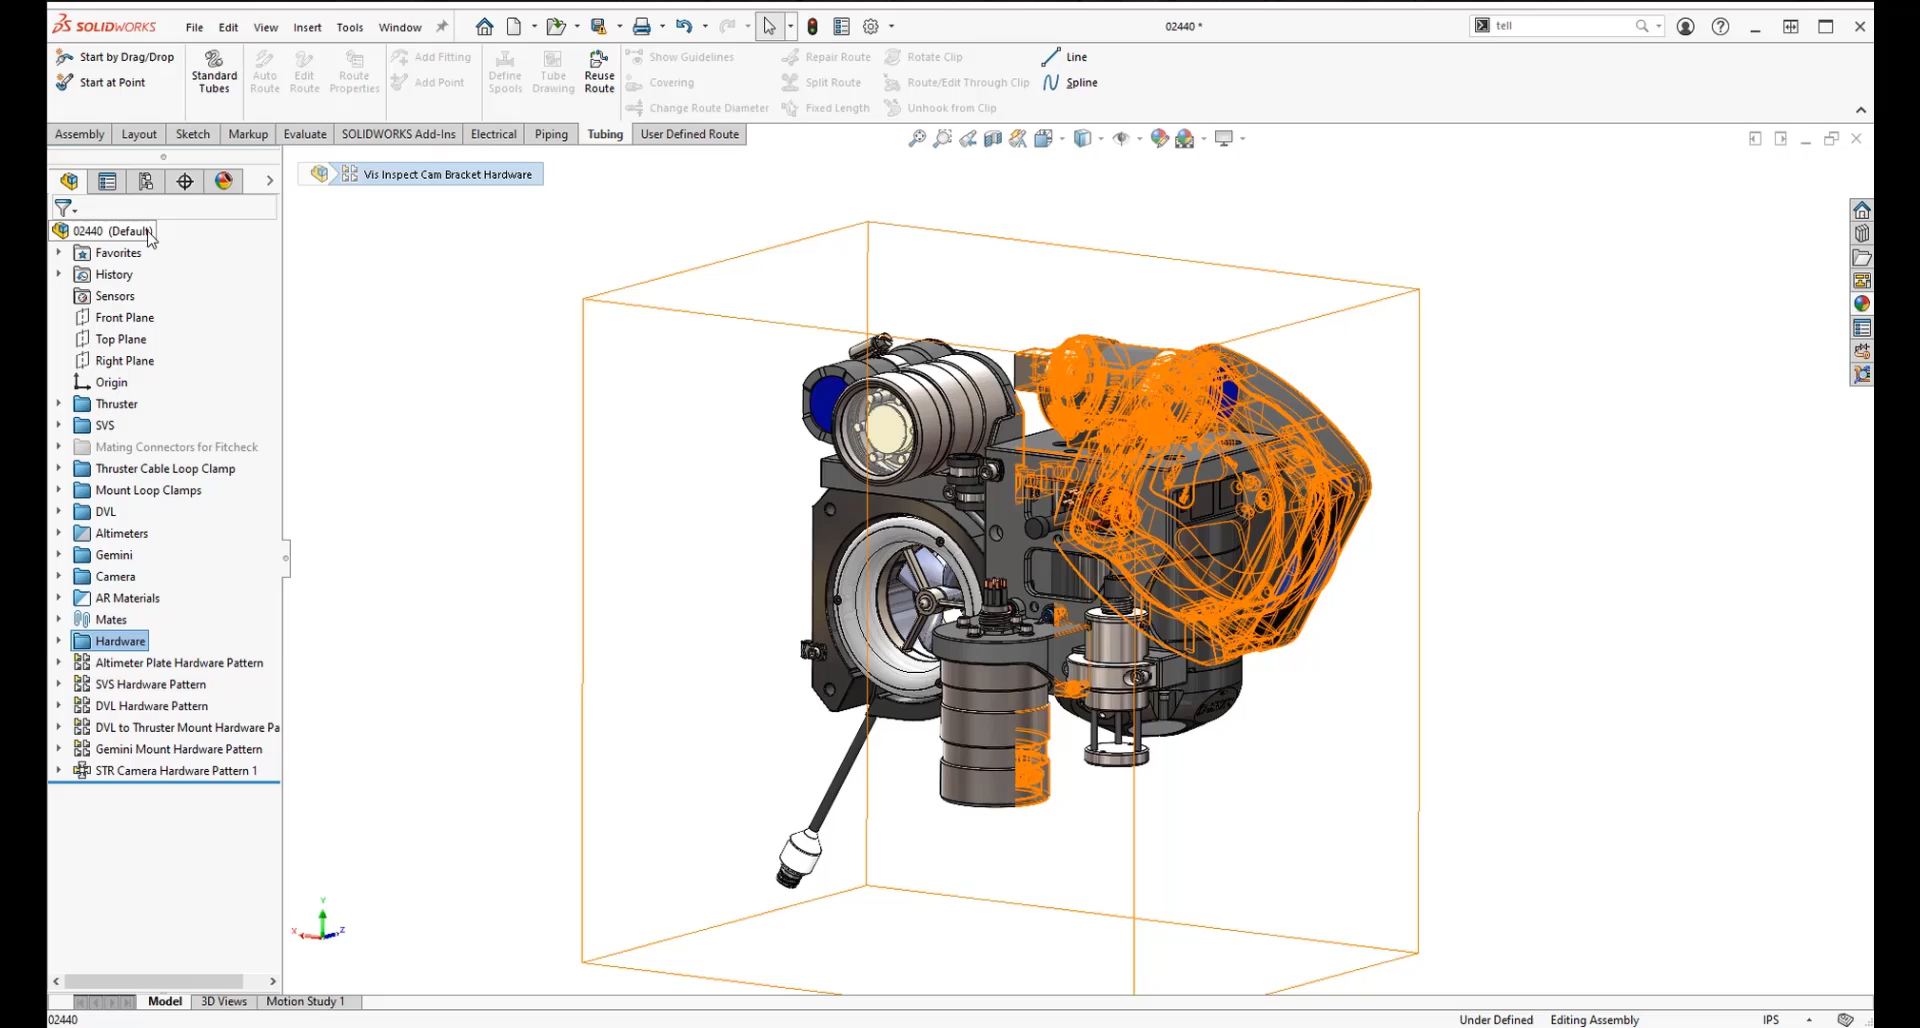 SOLIDWORKS File Edit View Insert Tools Window 02440 * tell
Start by Drag/Drop
Start at Point
Standard Tubes
Auto Route
Edit Route
Route Properties
Add Fitting
Add Point
Define Spools
Tube Drawing
Reuse Route
Show Guidelines
Covering
Change Route Diameter
Repair Route
Split Route
Fixed Length
Rotate Clip
Route/Edit Through Clip
Unhook from Clip
Line
Spline
Assembly Layout Sketch Markup Evaluate SOLIDWORKS Add-Ins Electrical Piping Tubing User Defined Route
Vis Inspect Cam Bracket Hardware
02440 (Default)
Favorites
History
Sensors
Front Plane
Top Plane
Right Plane
Origin
Thruster
SVS
Mating Connectors for Fitcheck
Thruster Cable Loop Clamp
Mount Loop Clamps
DVL
Altimeters
Gemini
Camera
AR Materials
Mates
Hardware
Altimeter Plate Hardware Pattern
SVS Hardware Pattern
DVL Hardware Pattern
DVL to Thruster Mount Hardware Pa
Gemini Mount Hardware Pattern
STR Camera Hardware Pattern 1
Y
X Z
Model 3D Views Motion Study 1
02440 Under Defined Editing Assembly IPS